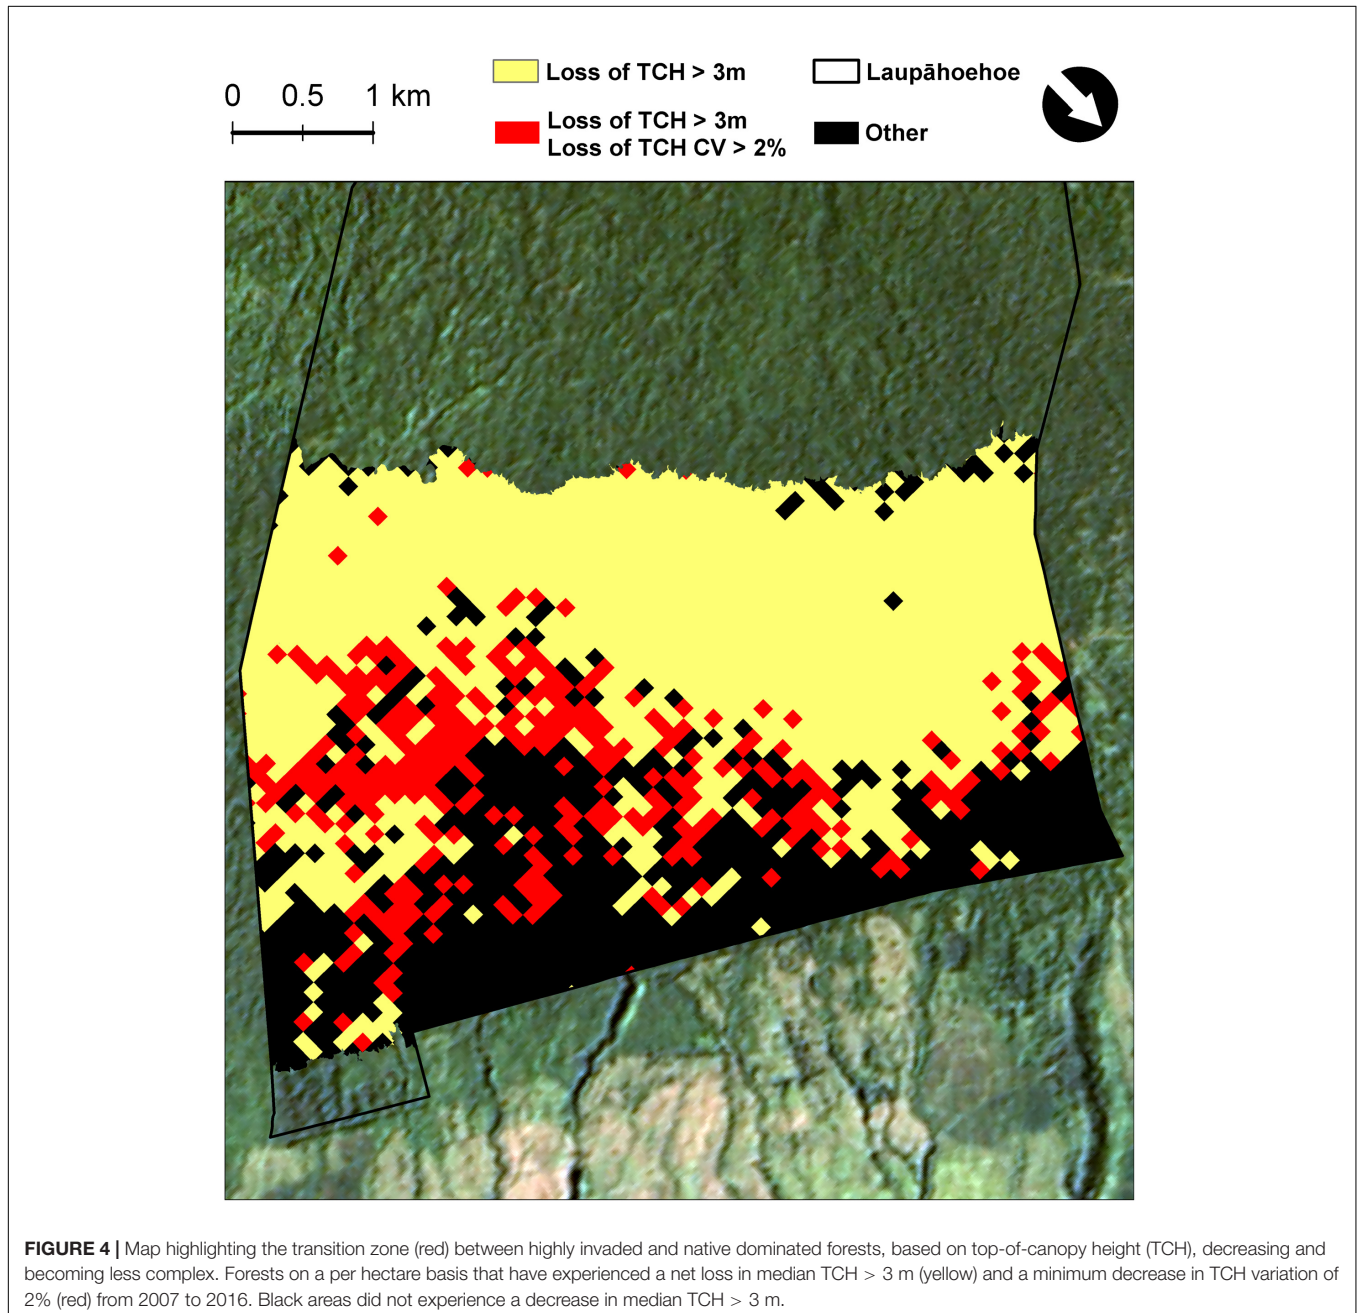 0 0.5 1 km
Loss of TCH > 3m
Loss of TCH > 3m
Loss of TCH CV > 2%
Laupāhoehoe
Other
FIGURE 4 | Map highlighting the transition zone (red) between highly invaded and native dominated forests, based on top-of-canopy height (TCH), decreasing and
becoming less complex. Forests on a per hectare basis that have experienced a net loss in median TCH > 3 m (yellow) and a minimum decrease in TCH variation of
2% (red) from 2007 to 2016. Black areas did not experience a decrease in median TCH > 3 m.